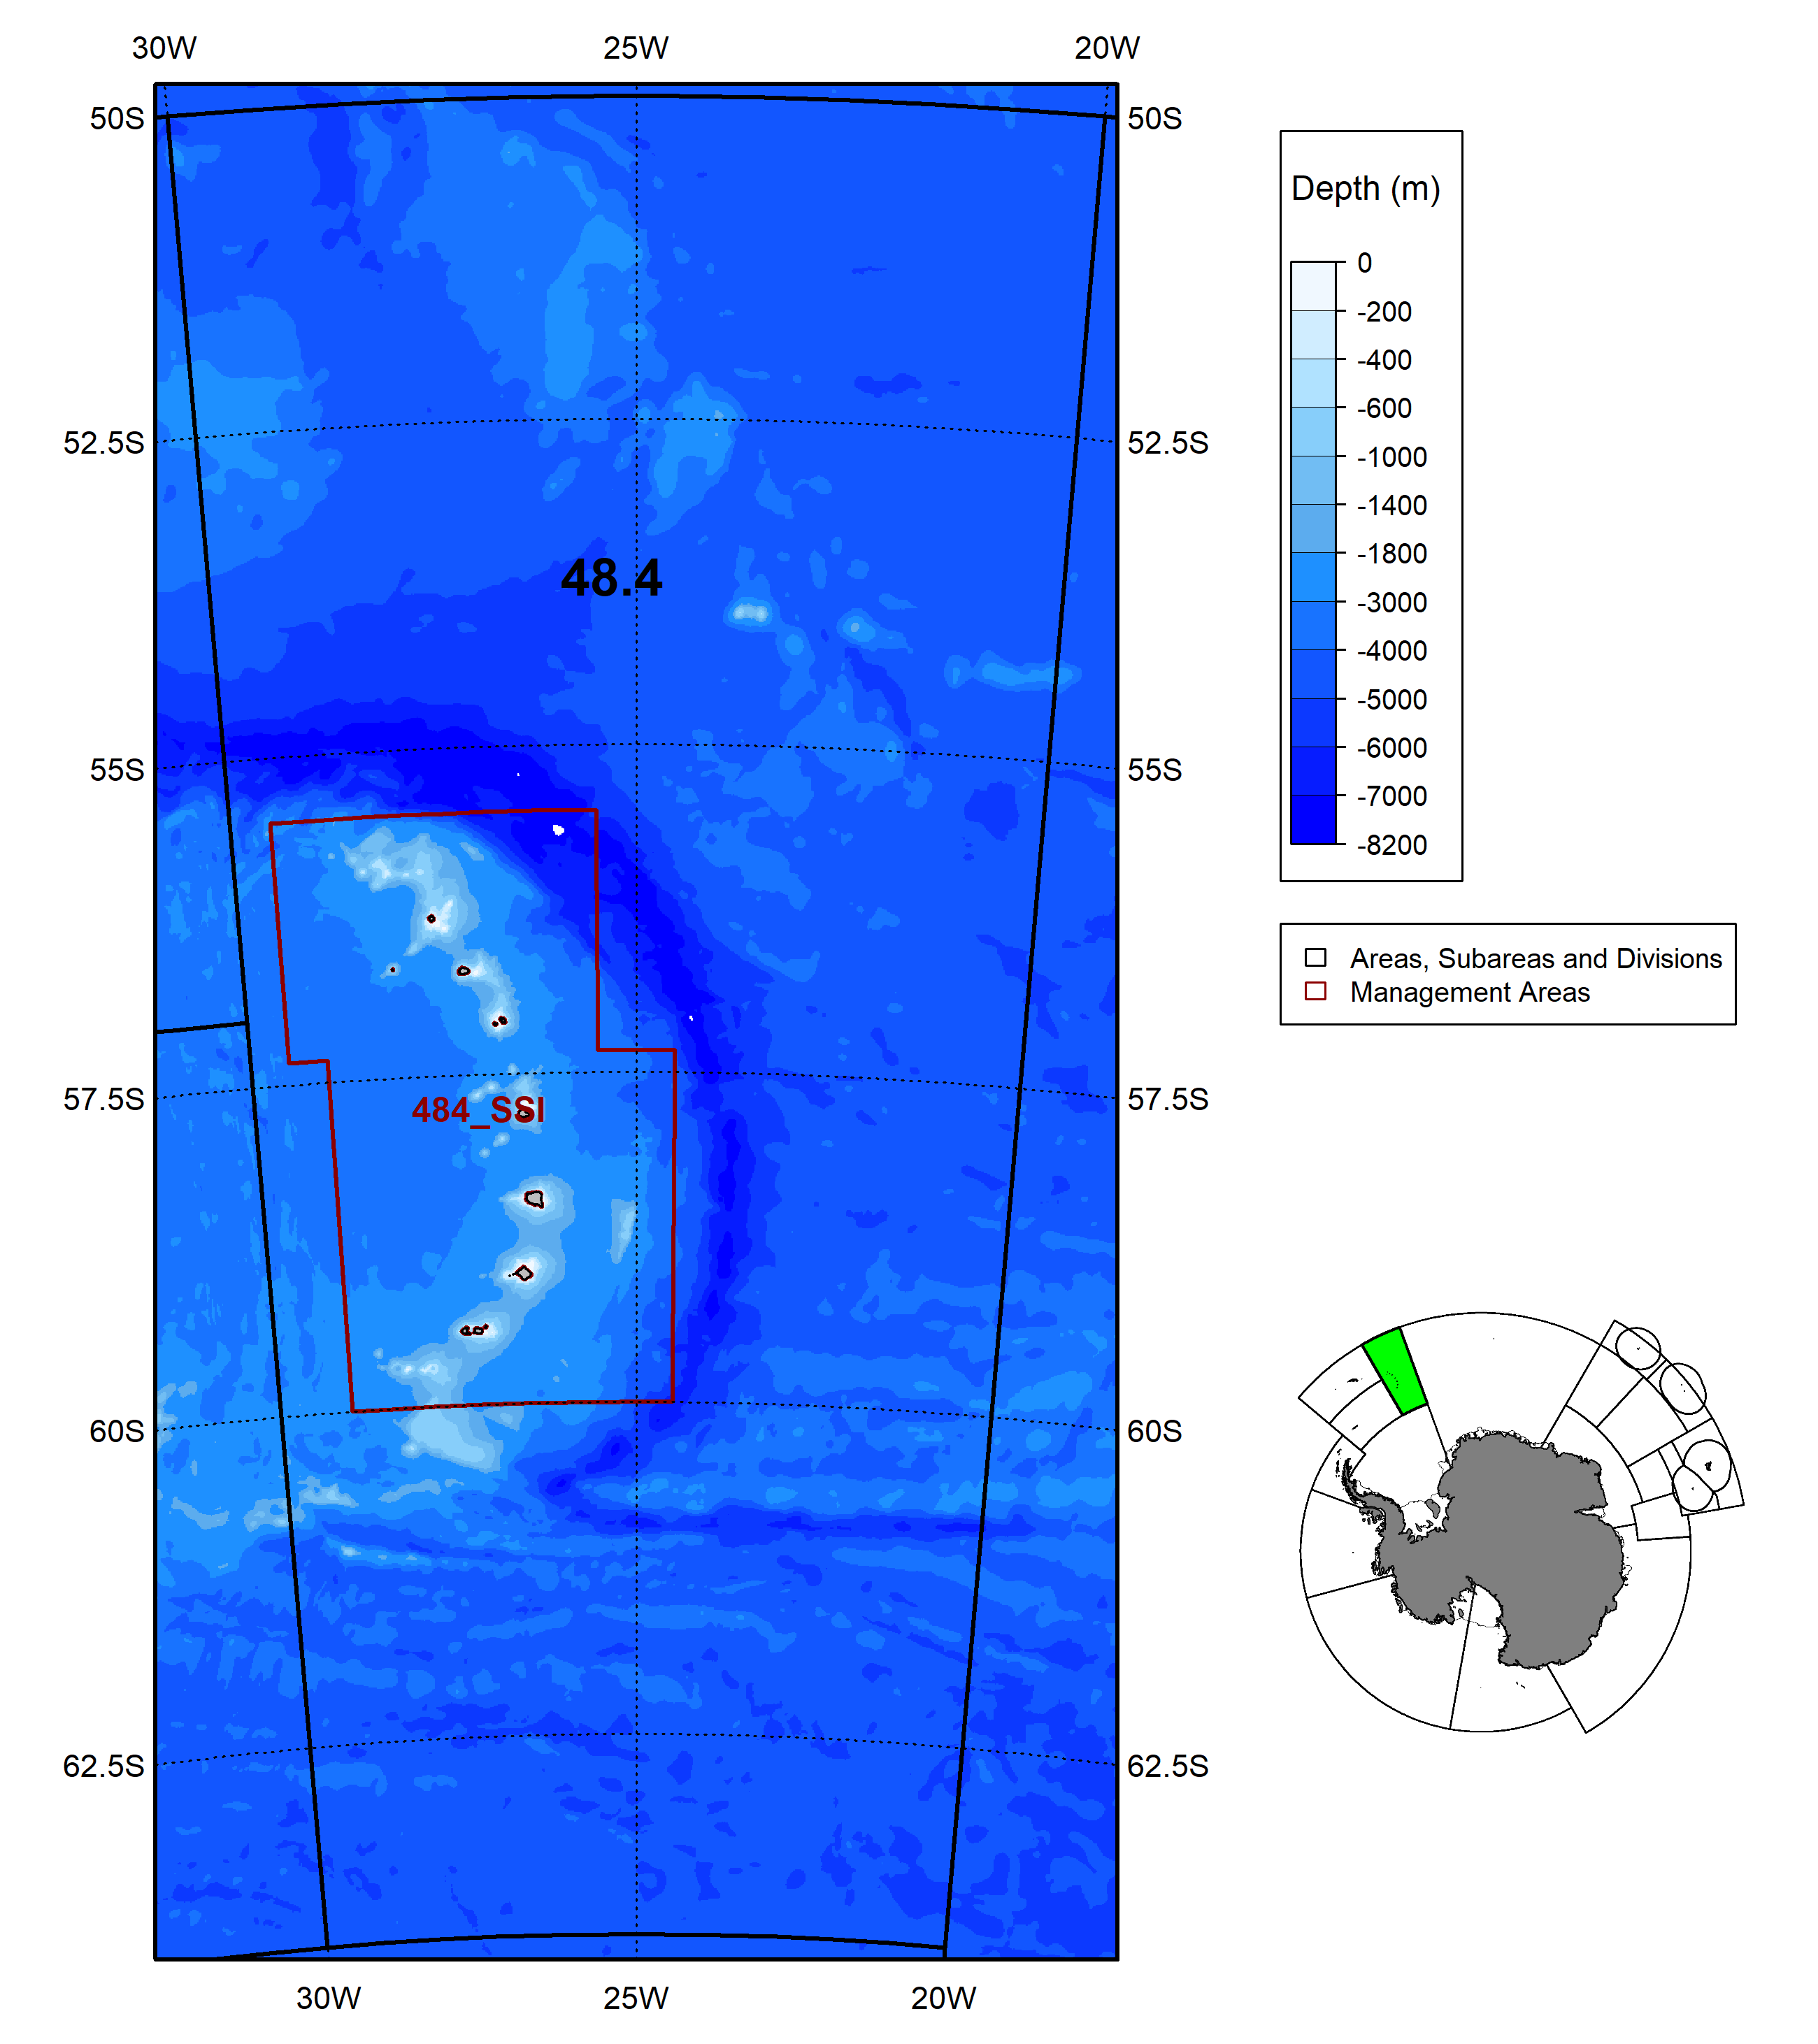 30W 25W 20W
50S 50S
Depth (m)
0
-200
-400
-600
-1000
-1400
-1800
-3000
-4000
-5000
-6000
-7000
-8200
52.5S 52.5S
48.4
55S 55S
Areas, Subareas and Divisions
Management Areas
57.5S 57.5S
484_SSI
60S 60S
62.5S 62.5S
30W 25W 20W